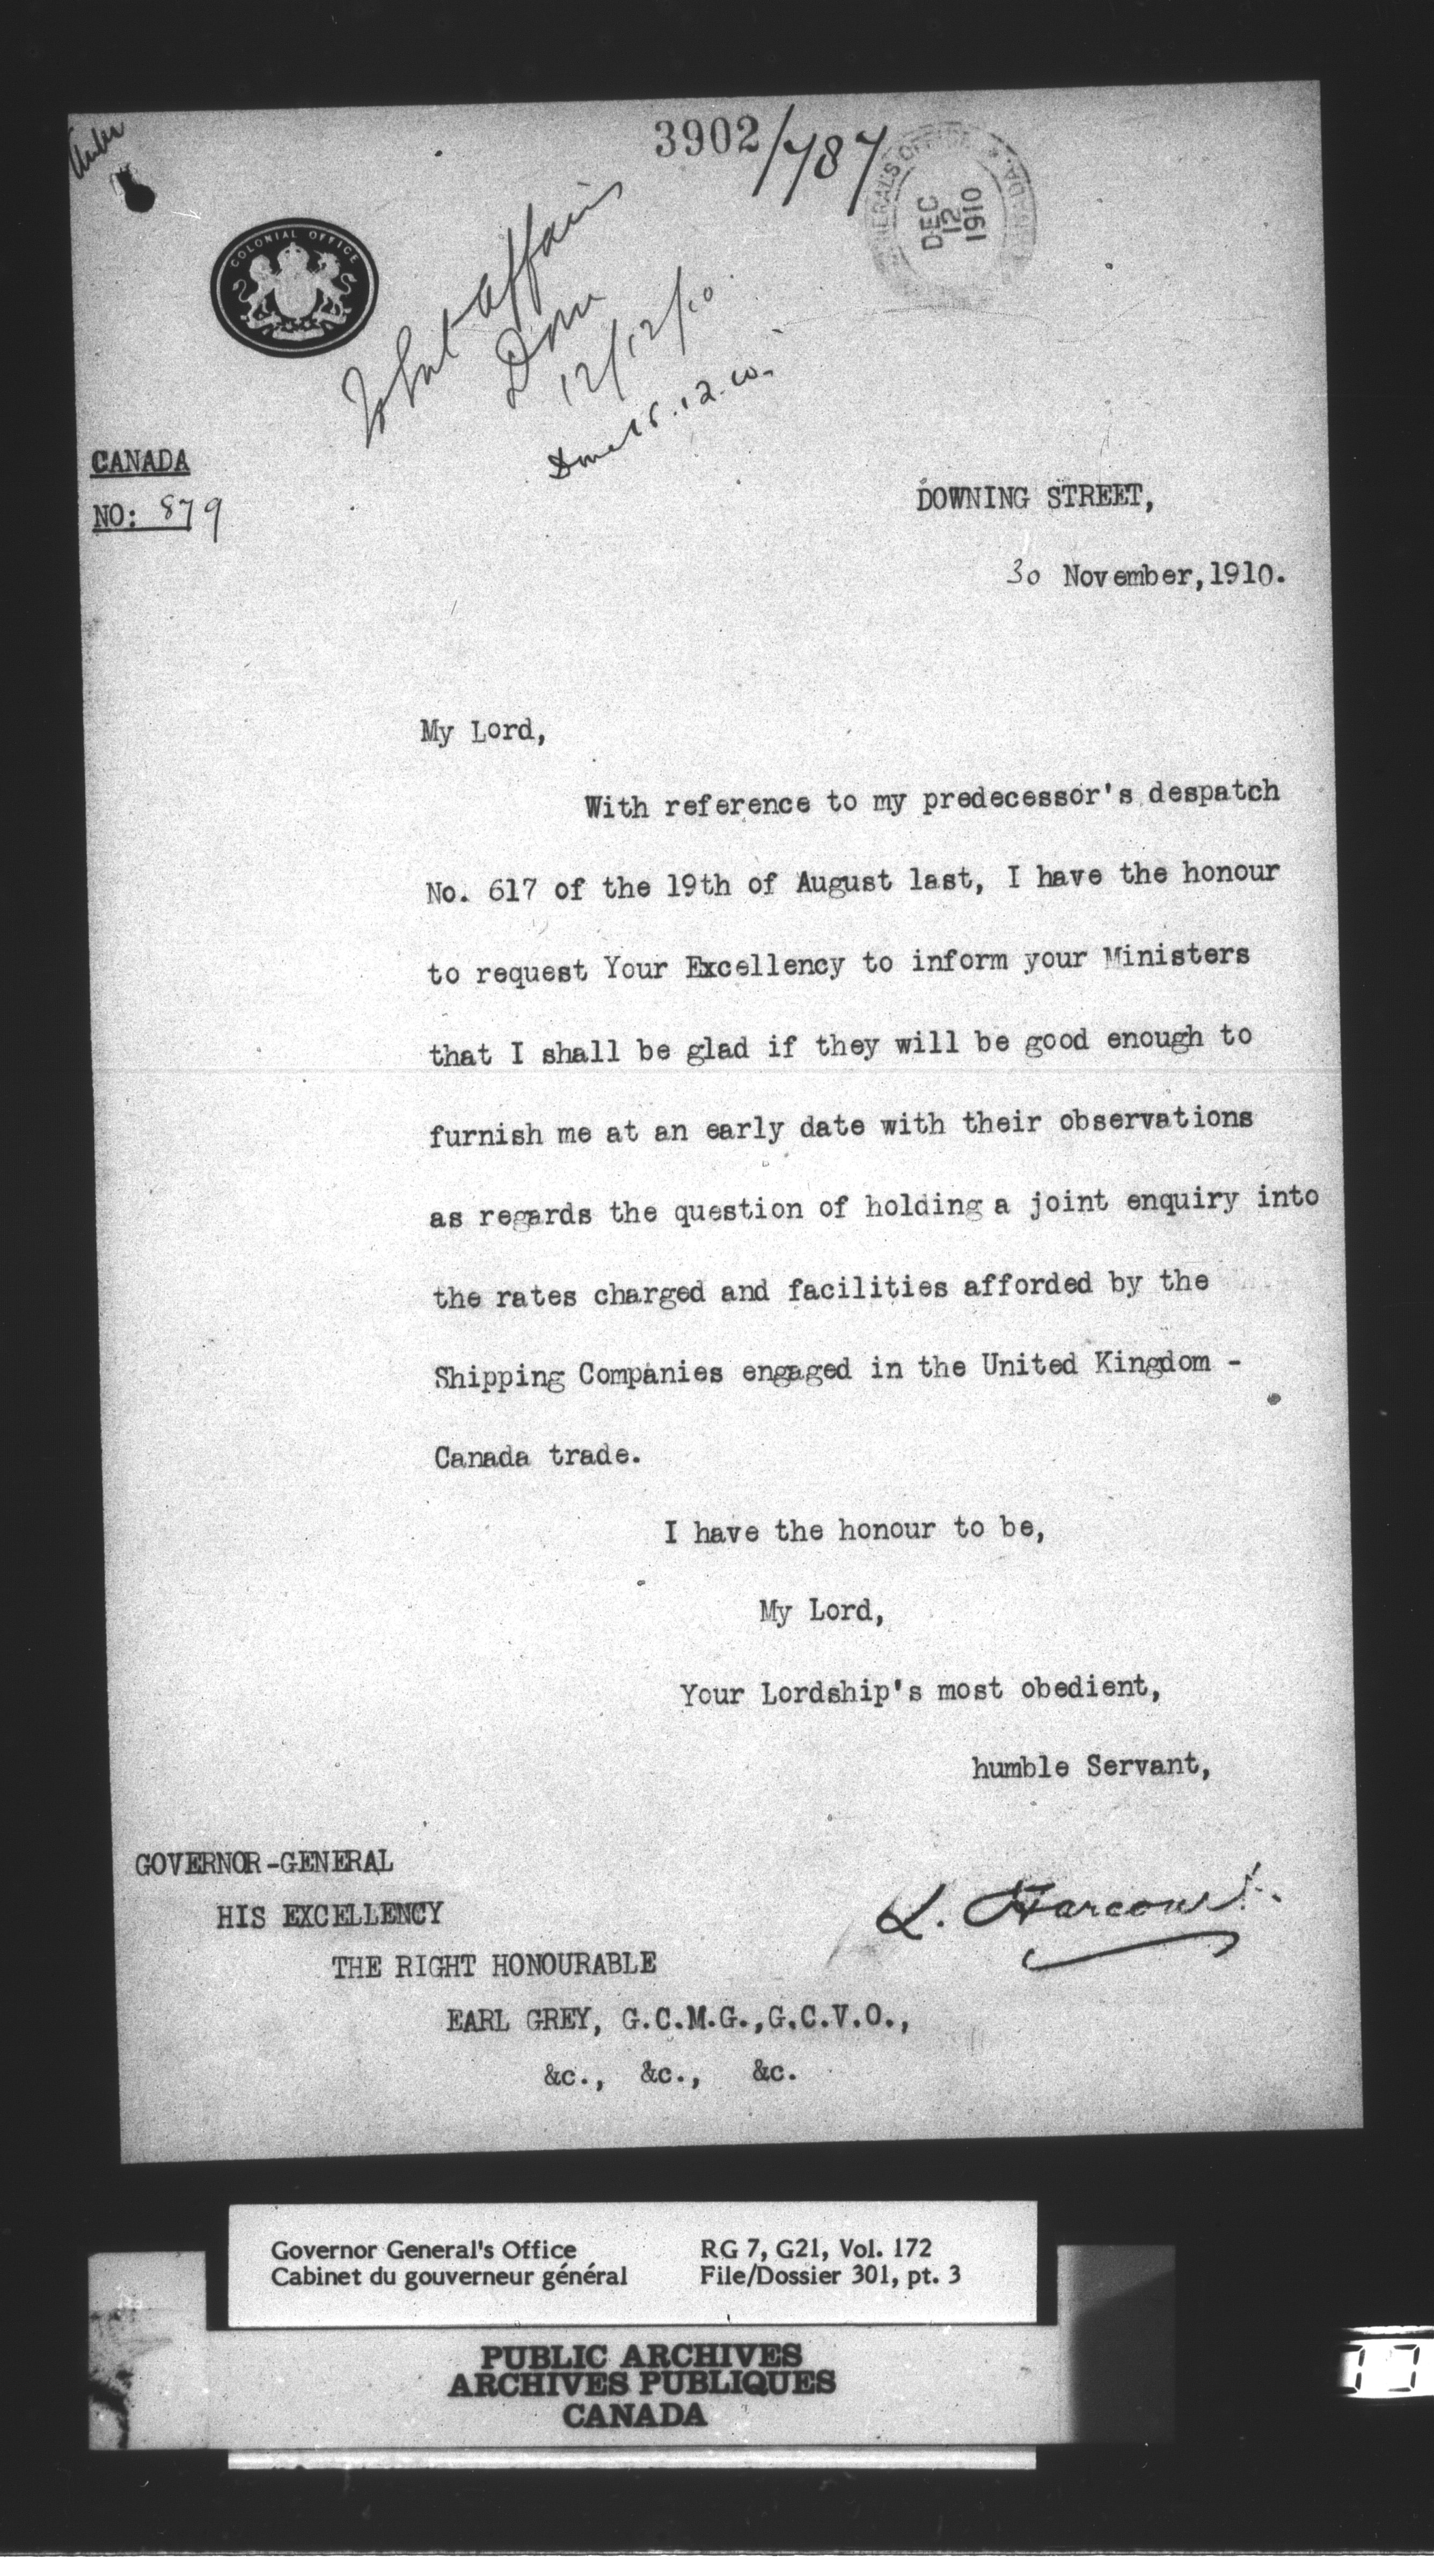 3902/787
GENERAL'S OFFICE
DEC
12
1910
COLONIAL OFFICE
affairs
12/12/10
CANADA
NO: 879
DOWNING STREET,
30 November, 1910.
My Lord,
With reference to my predecessor's despatch
No. 617 of the 19th of August last, I have the honour
to request Your Excellency to inform your Ministers
that I shall be glad if they will be good enough to
furnish me at an early date with their observations
as regards the question of holding a joint enquiry into
the rates charged and facilities afforded by the
Shipping Companies engaged in the United Kingdom -
Canada trade.
I have the honour to be,
My Lord,
Your Lordship's most obedient,
humble Servant,
L. Harcourt.
GOVERNOR-GENERAL
HIS EXCELLENCY
THE RIGHT HONOURABLE
EARL GREY, G.C.M.G.,G.C.V.O.,
&c., &c., &c.
Governor General's Office RG 7, G21, Vol. 172
Cabinet du gouverneur général File/Dossier 301, pt. 3
PUBLIC ARCHIVES
ARCHIVES PUBLIQUES
CANADA